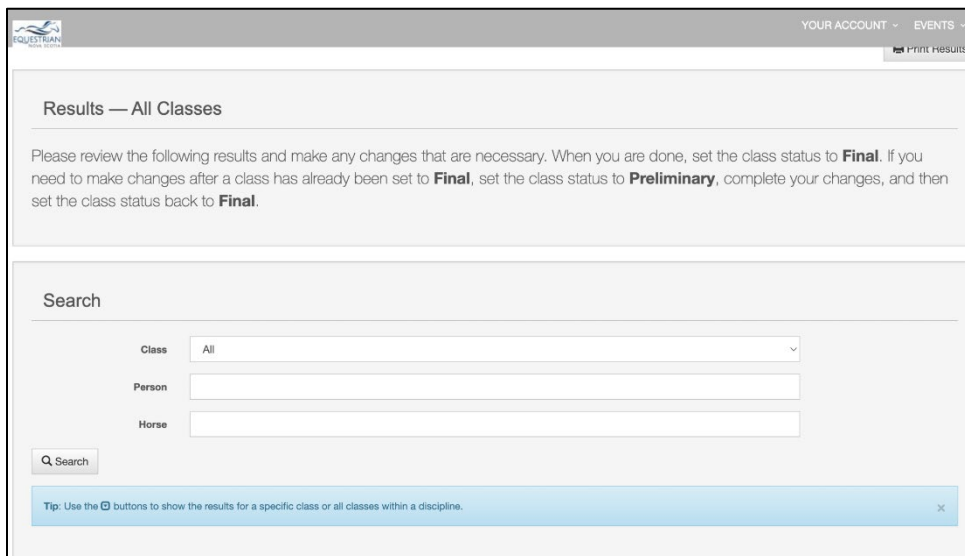 EQUESTRIAN
NOVA SCOTIA
YOUR ACCOUNT
EVENTS
Print Results
Results — All Classes
Please review the following results and make any changes that are necessary. When you are done, set the class status to Final. If you
need to make changes after a class has already been set to Final, set the class status to Preliminary, complete your changes, and then
set the class status back to Final.
Search
Class
All
Person
Horse
Search
Tip: Use the buttons to show the results for a specific class or all classes within a discipline.
×